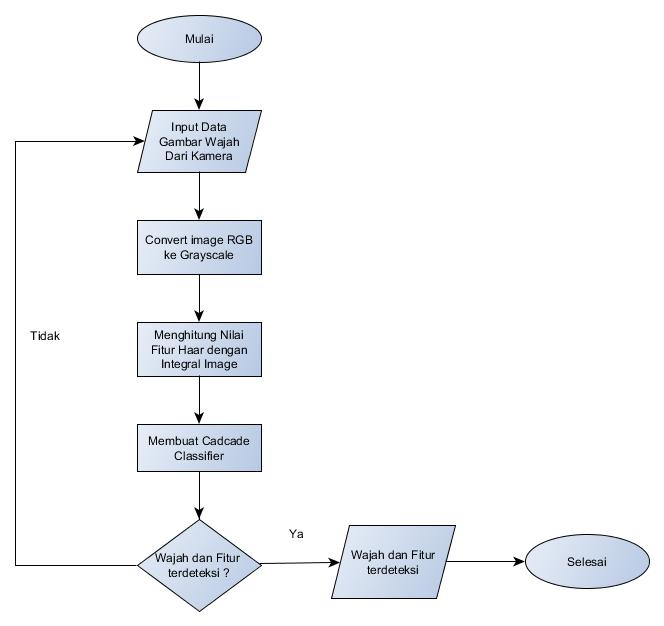 Mulai
Input Data
Gambar Wajah
Dari Kamera
Convert image RGB
ke Grayscale
Tidak
Menghitung Nilai
Fitur Haar dengan
Integral Image
Membuat Cadcade
Classifier
Wajah dan Fitur
terdeteksi ?
Ya
Wajah dan Fitur
terdeteksi
Selesai